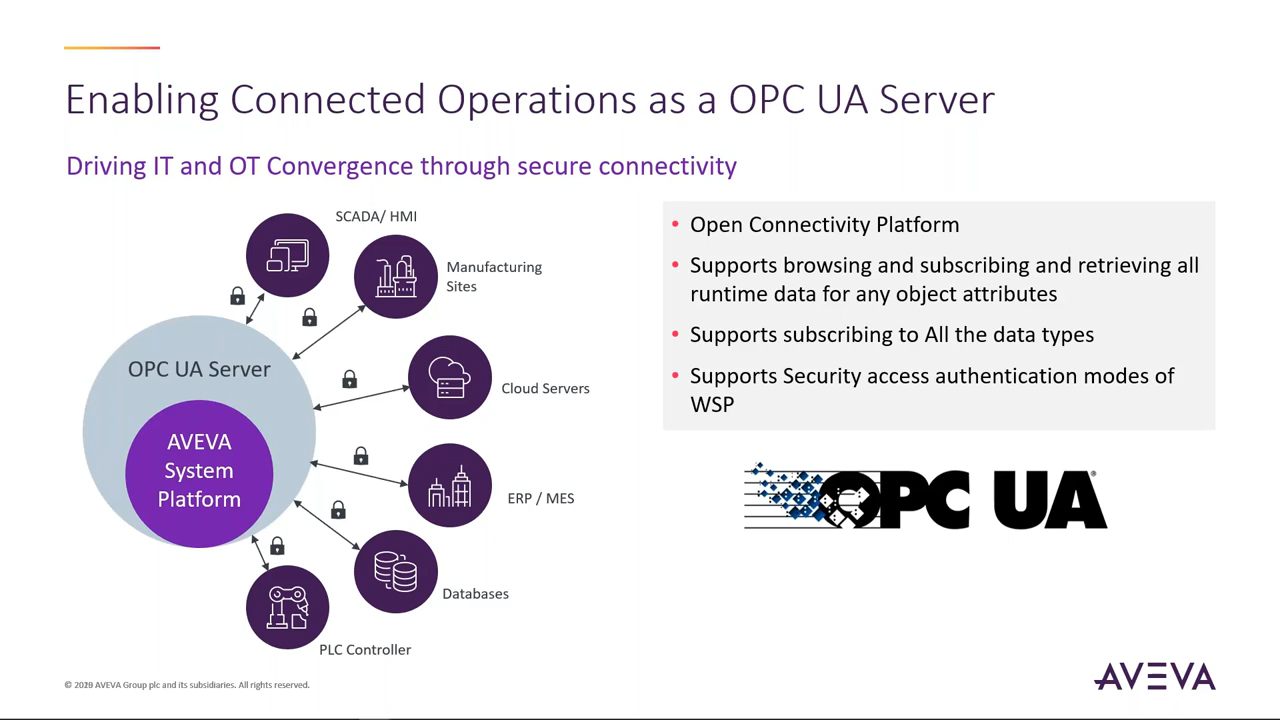 Enabling Connected Operations as a OPC UA Server
Driving IT and OT Convergence through secure connectivity
SCADA/ HMI
Manufacturing
Sites
Cloud Servers
ERP / MES
Databases
PLC Controller
OPC UA Server
AVEVA
System
Platform
• Open Connectivity Platform
• Supports browsing and subscribing and retrieving all
runtime data for any object attributes
• Supports subscribing to All the data types
• Supports Security access authentication modes of
WSP
OPC UA®
© AVEVA Group plc and its subsidiaries. All rights reserved.
AVEVA